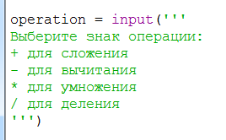 operation = input('''
Выберите знак операции:
+ для сложения
- для вычитания
* для умножения
/ для деления
''')